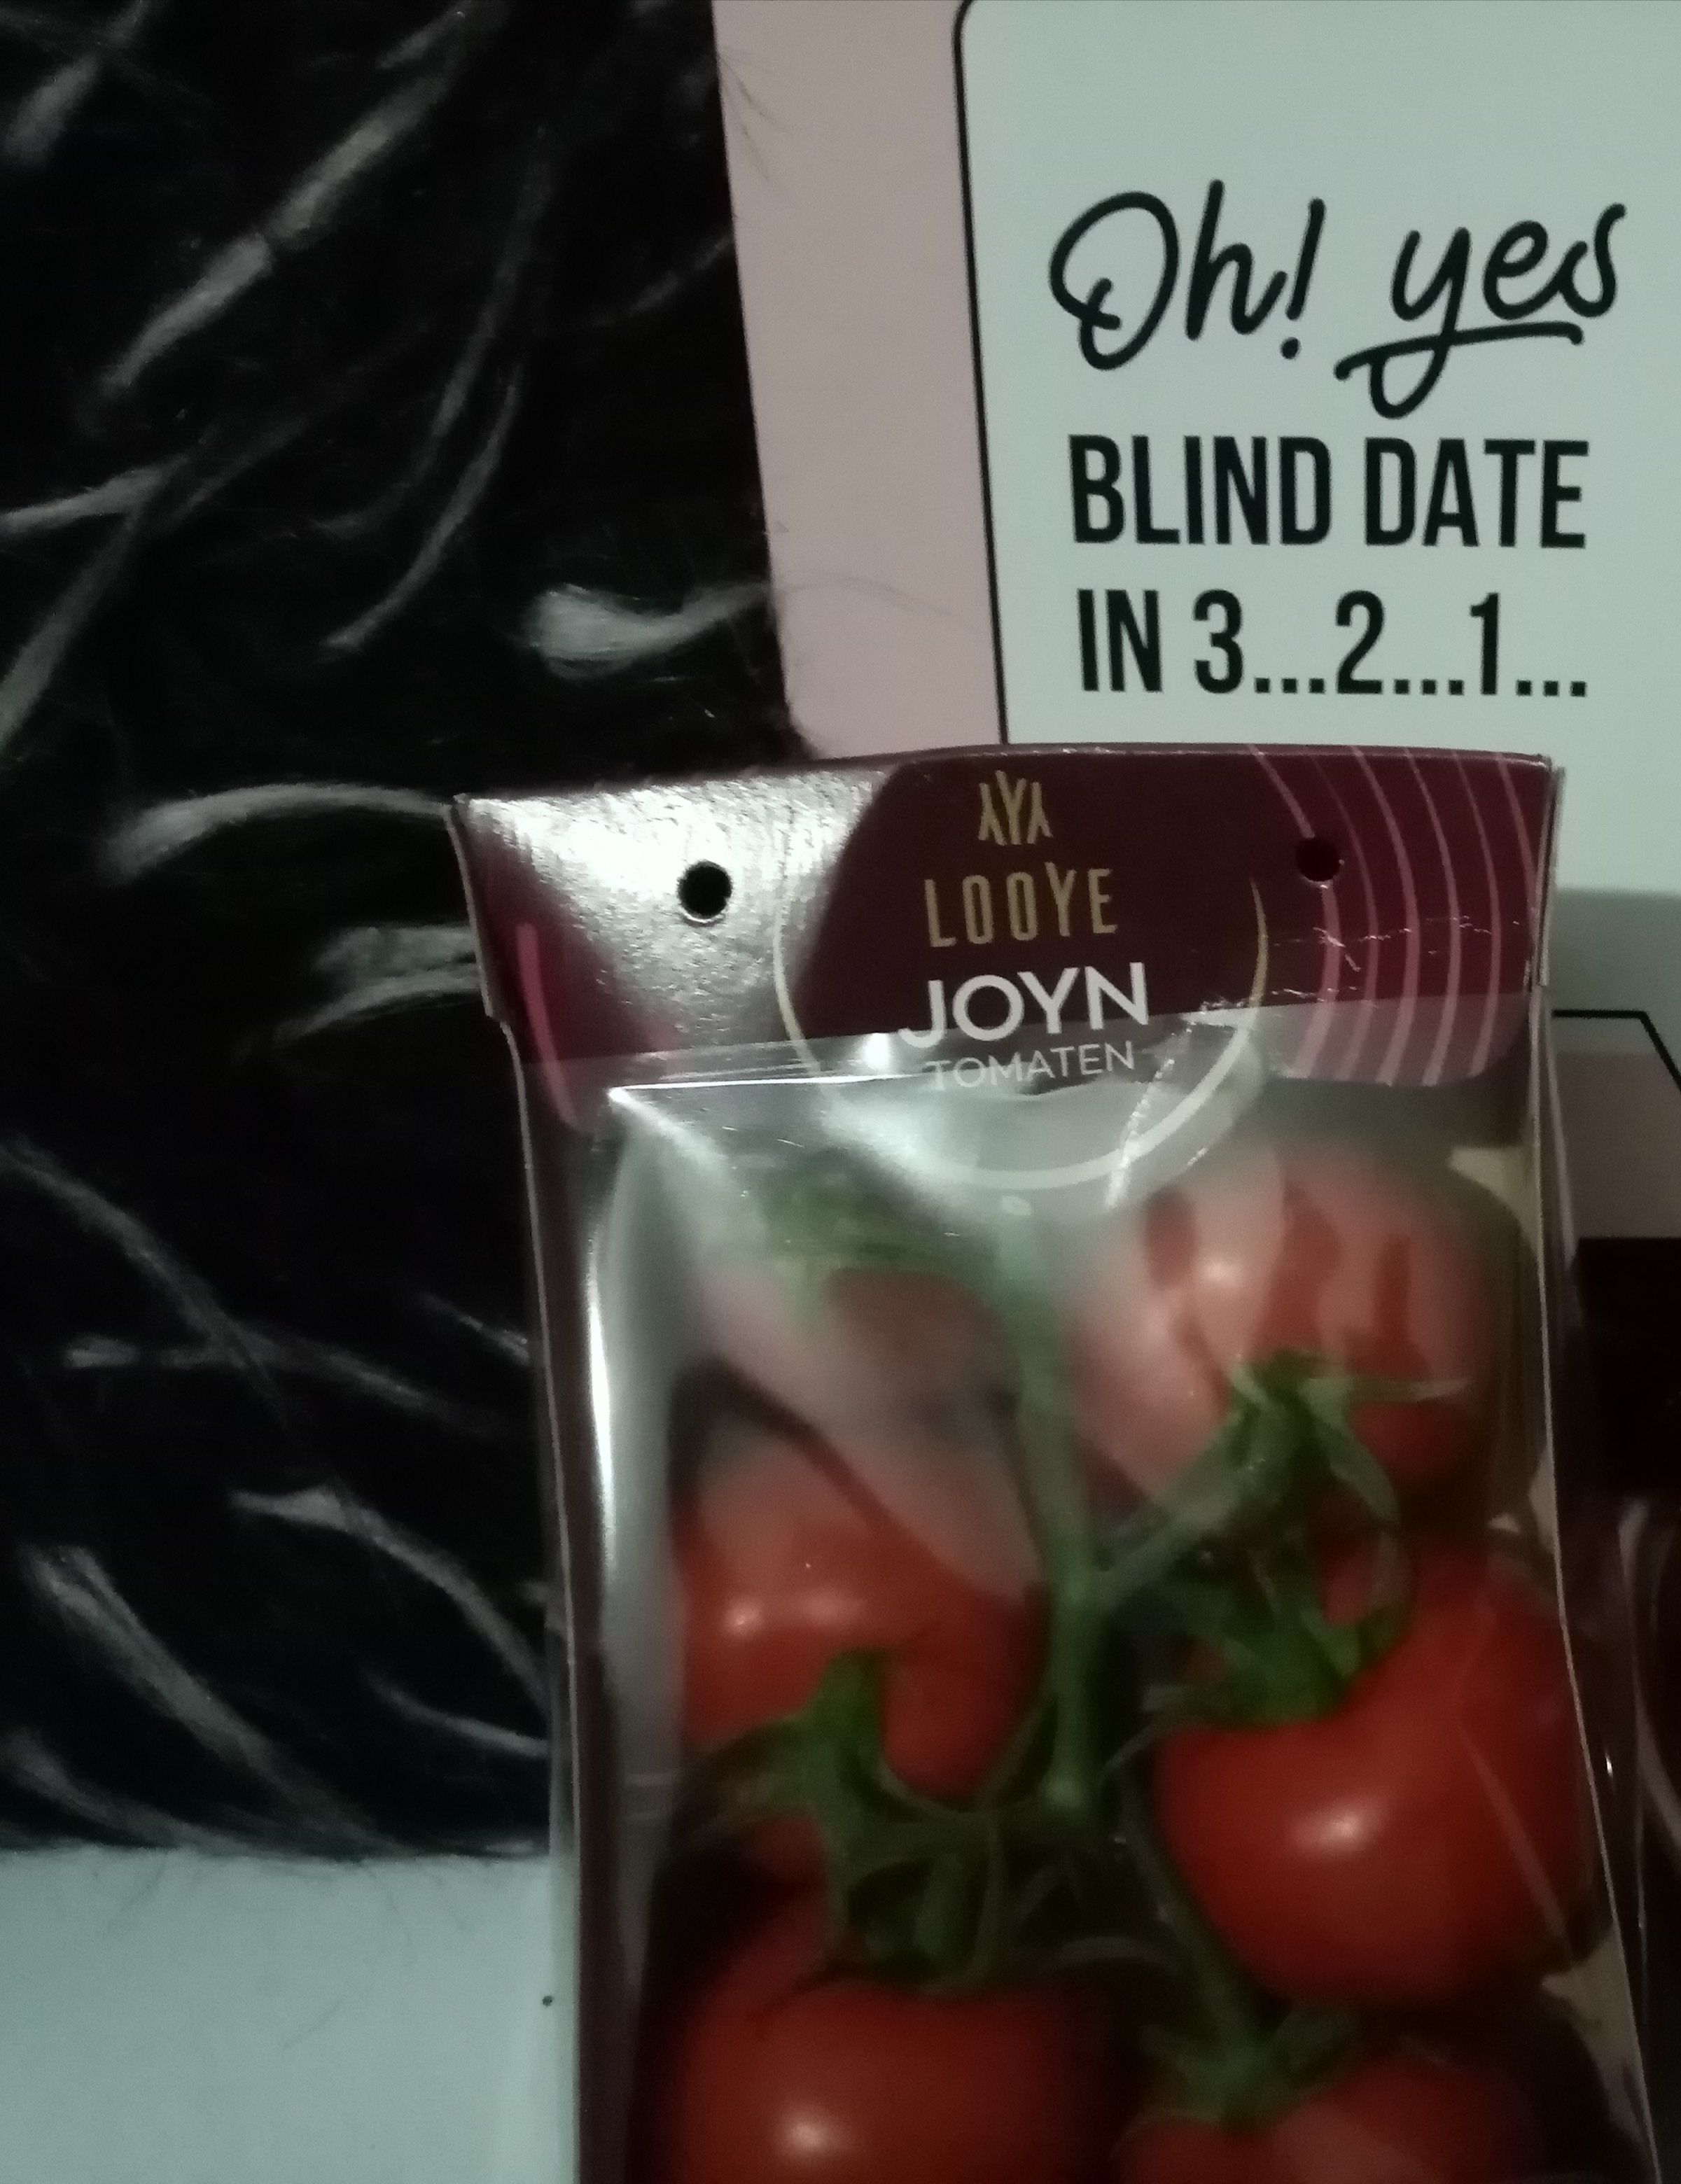 Oh! yes
BLIND DATE
IN 3...2...1...
LOOYE
JOYN
TOMATEN